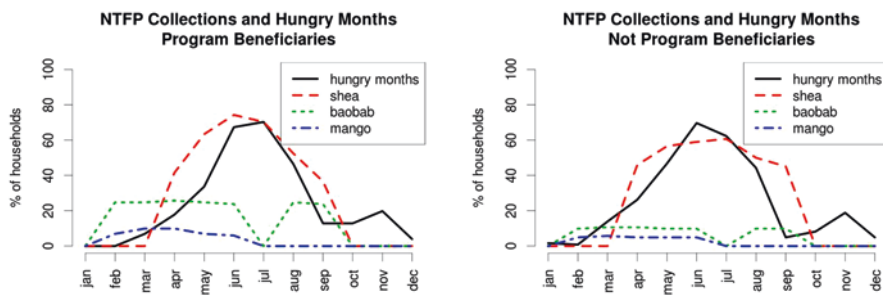 NTFP Collections and Hungry Months
Program Beneficiaries
% of households
0
20
40
60
80
100
hungry months
shea
baobab
mango
jan
feb
mar
apr
may
jun
jul
aug
sep
oct
nov
dec
NTFP Collections and Hungry Months
Not Program Beneficiaries
% of households
0
20
40
60
80
100
hungry months
shea
baobab
mango
jan
feb
mar
apr
may
jun
jul
aug
sep
oct
nov
dec